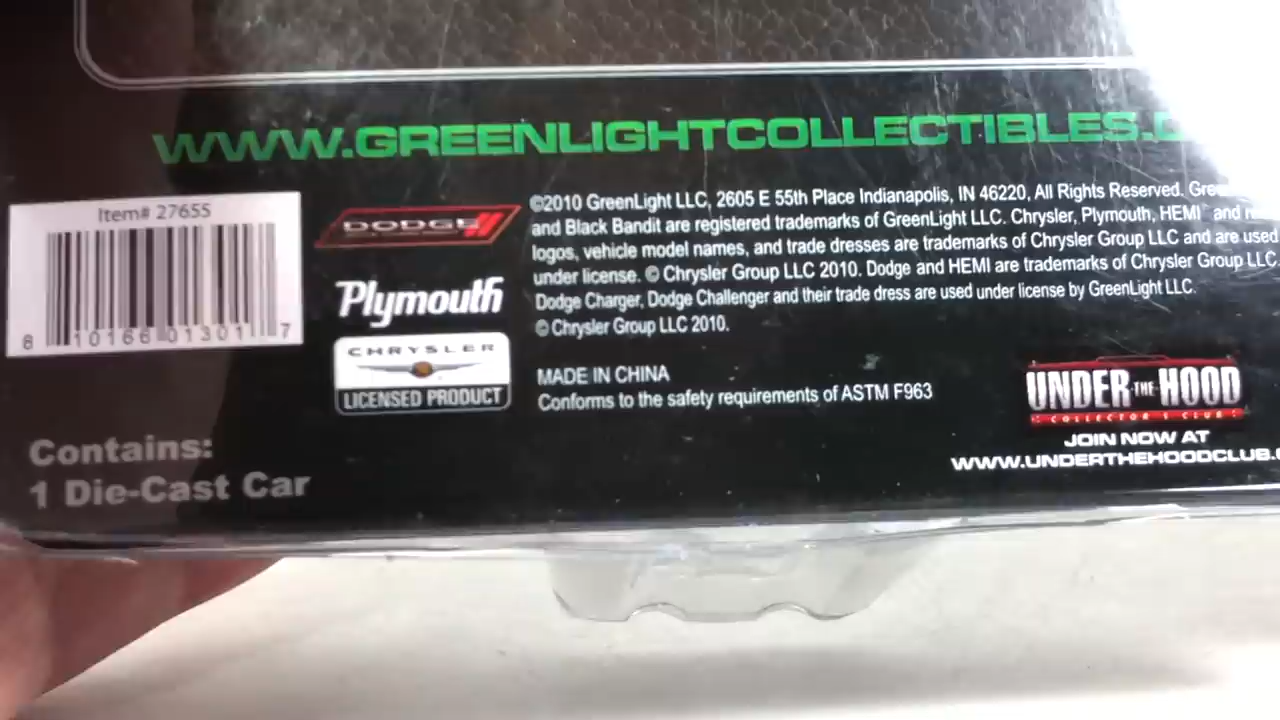 WWW.GREENLIGHTCOLLECTIBLES.
Item# 27655
8 10166 01301 7
DODGE
Plymouth
CHRYSLER
LICENSED PRODUCT
©2010 GreenLight LLC, 2605 E 55th Place Indianapolis, IN 46220, All Rights Reserved.
and Black Bandit are registered trademarks of GreenLight LLC. Chrysler, Plymouth, HEMI and
logos, vehicle model names, and trade dresses are trademarks of Chrysler Group LLC and are used
under license. © Chrysler Group LLC 2010. Dodge and HEMI are trademarks of Chrysler Group LLC.
Dodge Charger, Dodge Challenger and their trade dress are used under license by GreenLight LLC.
© Chrysler Group LLC 2010.
MADE IN CHINA
Conforms to the safety requirements of ASTM F963
UNDER THE HOOD
COLLECTOR'S CLUB
JOIN NOW AT
WWW.UNDERTHEHOODCLUB.
Contains:
1 Die-Cast Car